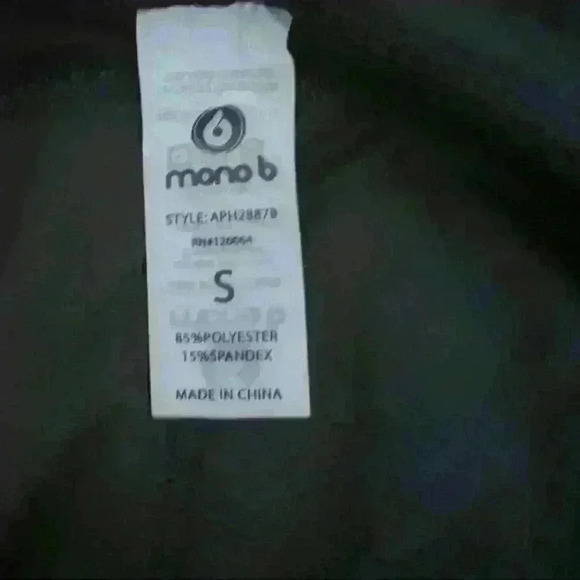 mono b
STYLE: APH2887B
RN#126064
S
85%POLYESTER
15%SPANDEX
MADE IN CHINA